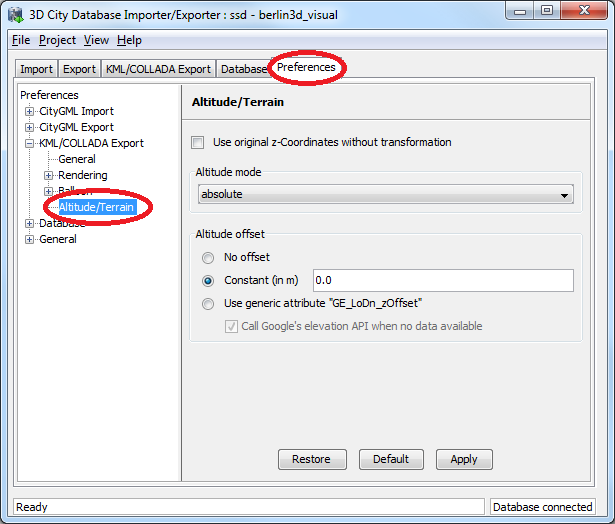 3D City Database Importer/Exporter : ssd - berlin3d_visual
File Project View Help
Import Export KML/COLLADA Export Database Preferences
Preferences
CityGML Import
CityGML Export
KML/COLLADA Export
General
Rendering
Balloon
Altitude/Terrain
Database
General
Altitude/Terrain
Use original z-Coordinates without transformation
Altitude mode
absolute
Altitude offset
No offset
Constant (in m) 0.0
Use generic attribute "GE_LoDn_zOffset"
Call Google's elevation API when no data available
Restore Default Apply
Ready Database connected